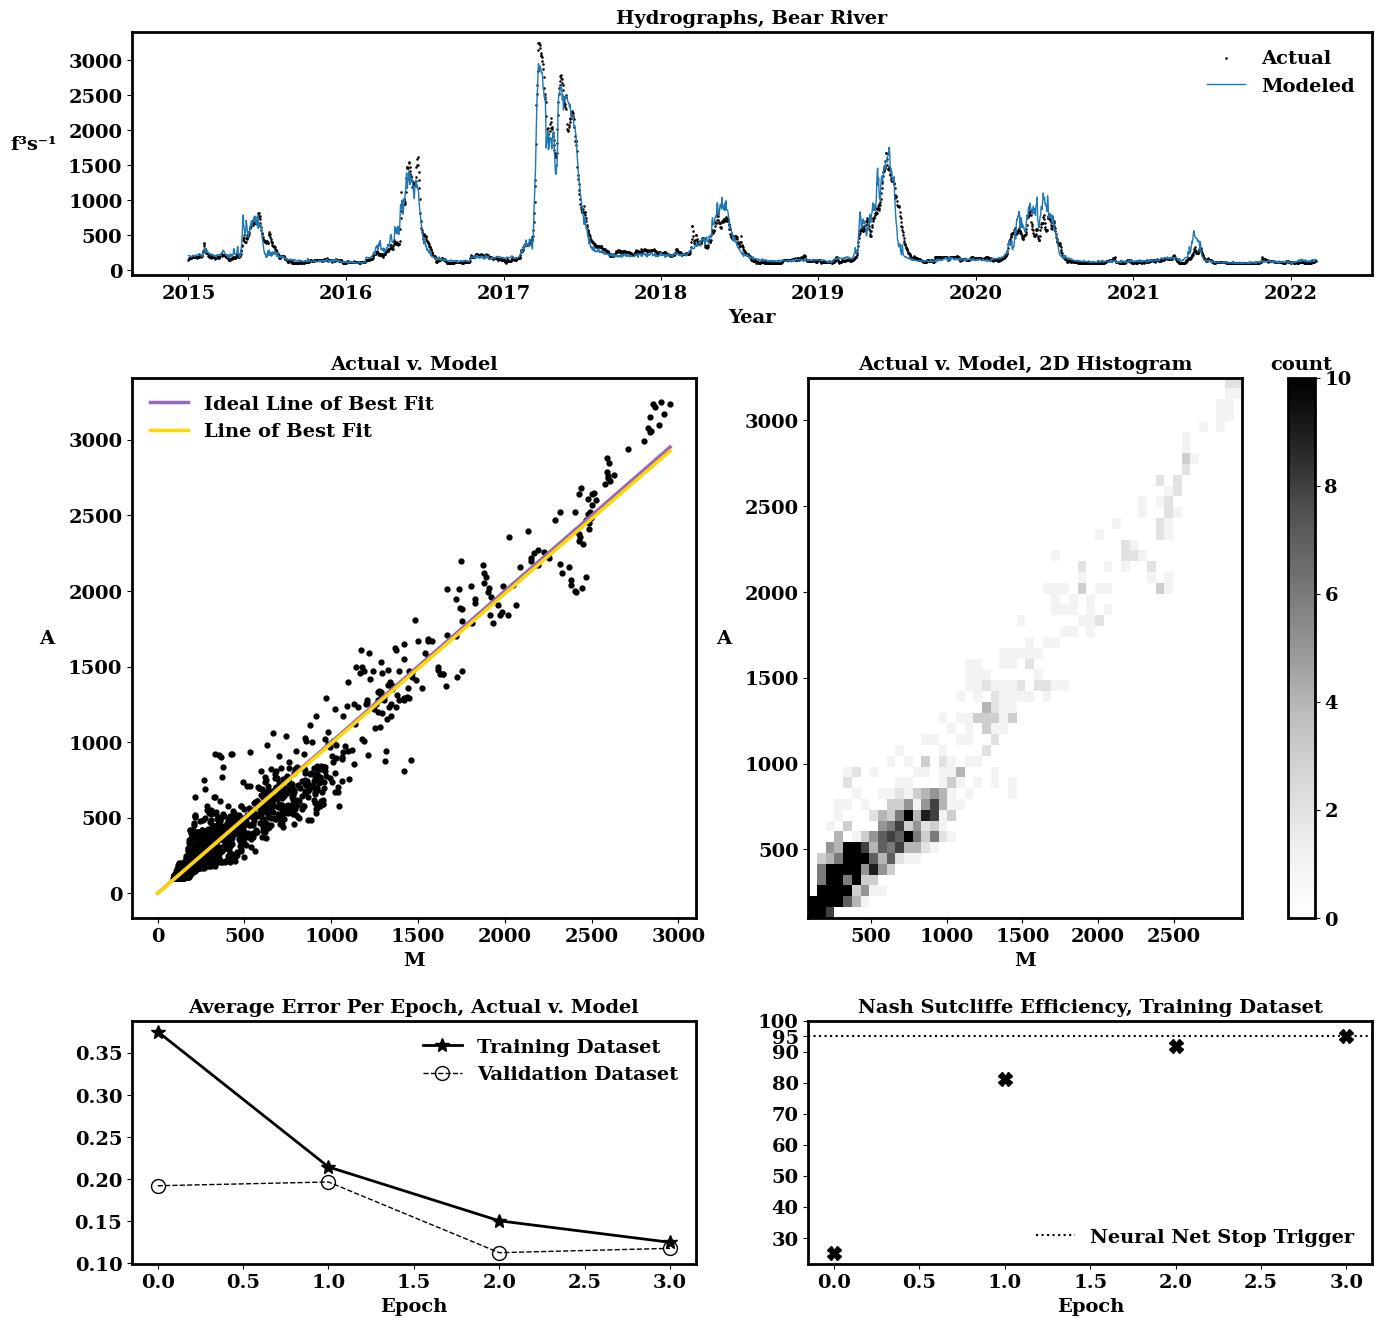 Hydrographs, Bear River
3000
2500
2000
1500
1000
500
0
f³s⁻¹
Actual
Modeled
2015 2016 2017 2018 2019 2020 2021 2022
Year
Actual v. Model
Ideal Line of Best Fit
Line of Best Fit
3000
2500
2000
1500
1000
500
0
A
0 500 1000 1500 2000 2500 3000
M
Actual v. Model, 2D Histogram
3000
2500
2000
1500
1000
500
A
500 1000 1500 2000 2500
M
count
10
8
6
4
2
0
Average Error Per Epoch, Actual v. Model
Training Dataset
Validation Dataset
0.35
0.30
0.25
0.20
0.15
0.10
0.0 0.5 1.0 1.5 2.0 2.5 3.0
Epoch
Nash Sutcliffe Efficiency, Training Dataset
100
95
90
80
70
60
50
40
30
Neural Net Stop Trigger
0.0 0.5 1.0 1.5 2.0 2.5 3.0
Epoch